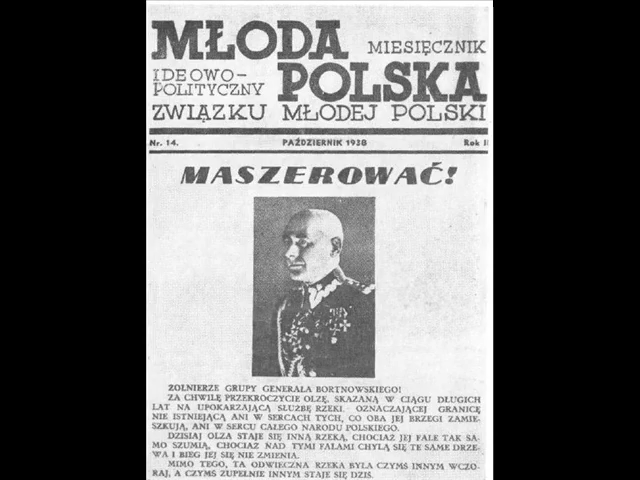 MŁODA MIESIĘCZNIK
IDEOWO-
POLITYCZNY POLSKA
ZWIĄZKU MŁODEJ POLSKI
Nr. 14. PAŹDZIERNIK 1938 Rok II
MASZEROWAĆ!
ŻOŁNIERZE GRUPY GENERAŁA BORTNOWSKIEGO!
ZA CHWILĘ PRZEKROCZYCIE OLZĘ, SKAZANĄ W CIĄGU DŁUGICH
LAT NA UPOKARZAJĄCĄ SŁUŻBĘ RZEKI. OZNACZAJĄCEJ GRANICĘ
NIE ISTNIEJĄCĄ ANI W SERCACH TYCH, CO OBA JEJ BRZEGI ZAMIE-
SZKUJĄ, ANI W SERCU CAŁEGO NARODU POLSKIEGO.
DZISIAJ OLZA STAJE SIĘ INNĄ RZEKĄ, CHOCIAŻ JEJ FALE TAK SA-
MO SZUMIĄ, CHOCIAŻ NAD TYMI FALAMI CHYLĄ SIĘ TE SAME DRZE-
WA I BIEG JEJ SIĘ NIE ZMIENIA.
MIMO TEGO, TA ODWIECZNA RZEKA BYŁA CZYMŚ INNYM WCZO-
RAJ, A CZYMŚ ZUPEŁNIE INNYM STAJE SIĘ DZIŚ.